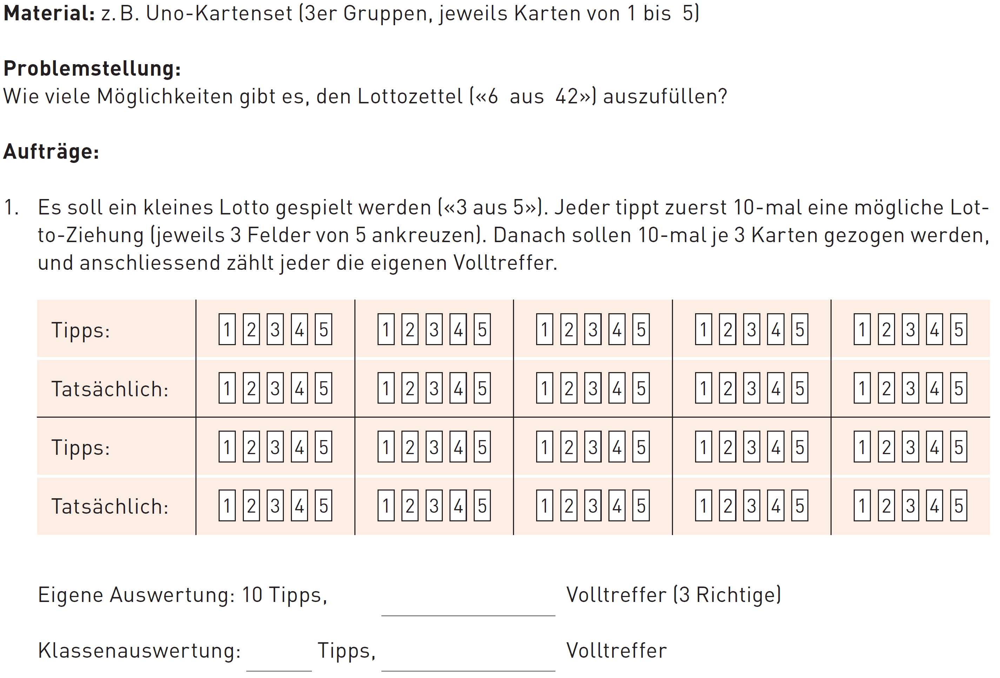 Material: z. B. Uno-Kartenset (3er Gruppen, jeweils Karten von 1 bis 5)
Problemstellung:
Wie viele Möglichkeiten gibt es, den Lottozettel («6 aus 42») auszufüllen?
Aufträge:
1. Es soll ein kleines Lotto gespielt werden («3 aus 5»). Jeder tippt zuerst 10-mal eine mögliche Lot-
to-Ziehung (jeweils 3 Felder von 5 ankreuzen). Danach sollen 10-mal je 3 Karten gezogen werden,
und anschliessend zählt jeder die eigenen Volltreffer.
Tipps: 1 2 3 4 5 1 2 3 4 5 1 2 3 4 5 1 2 3 4 5 1 2 3 4 5
Tatsächlich: 1 2 3 4 5 1 2 3 4 5 1 2 3 4 5 1 2 3 4 5 1 2 3 4 5
Tipps: 1 2 3 4 5 1 2 3 4 5 1 2 3 4 5 1 2 3 4 5 1 2 3 4 5
Tatsächlich: 1 2 3 4 5 1 2 3 4 5 1 2 3 4 5 1 2 3 4 5 1 2 3 4 5
Eigene Auswertung: 10 Tipps, Volltreffer (3 Richtige)
Klassenauswertung: Tipps, Volltreffer